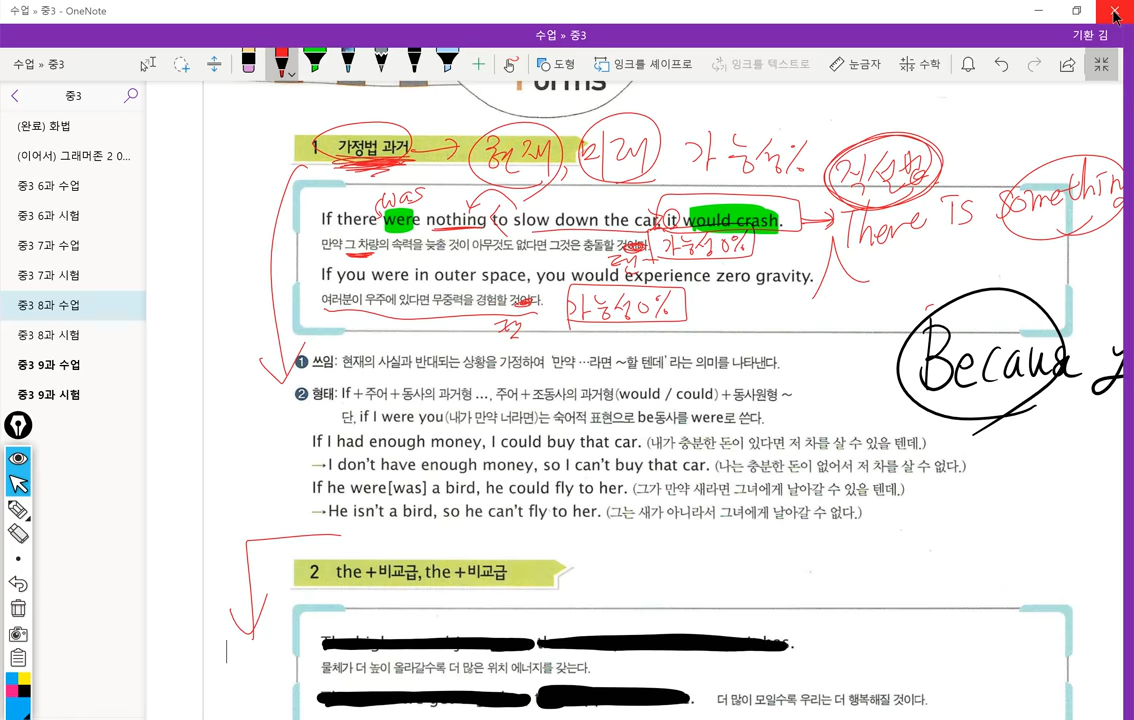 수업 » 중3 - OneNote
수업 » 중3
기환 김
수업 » 중3
도형
잉크를 셰이프로
잉크를 텍스트로
눈금자
수학
중3
(완료) 화법
(이어서) 그래머존 2 0...
중3 6과 수업
중3 6과 시험
중3 7과 수업
중3 7과 시험
중3 8과 수업
중3 8과 시험
중3 9과 수업
중3 9과 시험
orms
1 가정법 과거
현재, 미래 가능성% 직설법
was
If there were nothing to slow down the car, it would crash.
There is something
만약 그 차량의 속력을 늦출 것이 아무것도 없다면 그것은 충돌할
가능성 0%
If you were in outer space, you would experience zero gravity.
여러분이 우주에 있다면 무중력을 경험할
가능성 0%
Because
❶ 쓰임: 현재의 사실과 반대되는 상황을 가정하여 '만약 …라면 ~할 텐데'라는 의미를 나타낸다.
❷ 형태: If+주어+동사의 과거형 …, 주어+조동사의 과거형(would / could)+동사원형 ~
단, if I were you(내가 만약 너라면)는 숙어적 표현으로 be동사를 were로 쓴다.
If I had enough money, I could buy that car. (내가 충분한 돈이 있다면 저 차를 살 수 있을 텐데.)
→I don't have enough money, so I can't buy that car. (나는 충분한 돈이 없어서 저 차를 살 수 없다.)
If he were[was] a bird, he could fly to her. (그가 만약 새라면 그녀에게 날아갈 수 있을 텐데.)
→He isn't a bird, so he can't fly to her. (그는 새가 아니라서 그녀에게 날아갈 수 없다.)
2 the+비교급, the+비교급
물체가 더 높이 올라갈수록 더 많은 위치 에너지를 갖는다.
더 많이 모일수록 우리는 더 행복해질 것이다.